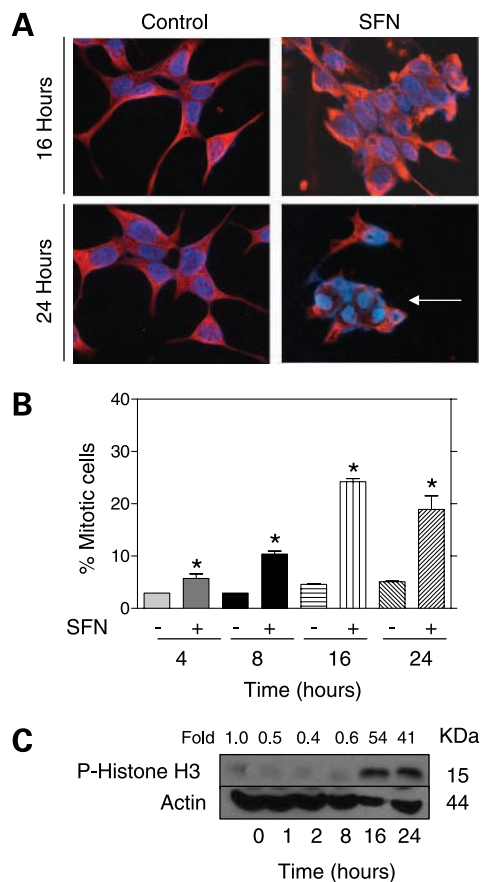 A
Control SFN
16 Hours
24 Hours
B
40
30
20
10
0
% Mitotic cells
* * * *
SFN - + - + - + - +
4 8 16 24
Time (hours)
C
Fold 1.0 0.5 0.4 0.6 54 41 KDa
P-Histone H3 15
Actin 44
0 1 2 8 16 24
Time (hours)